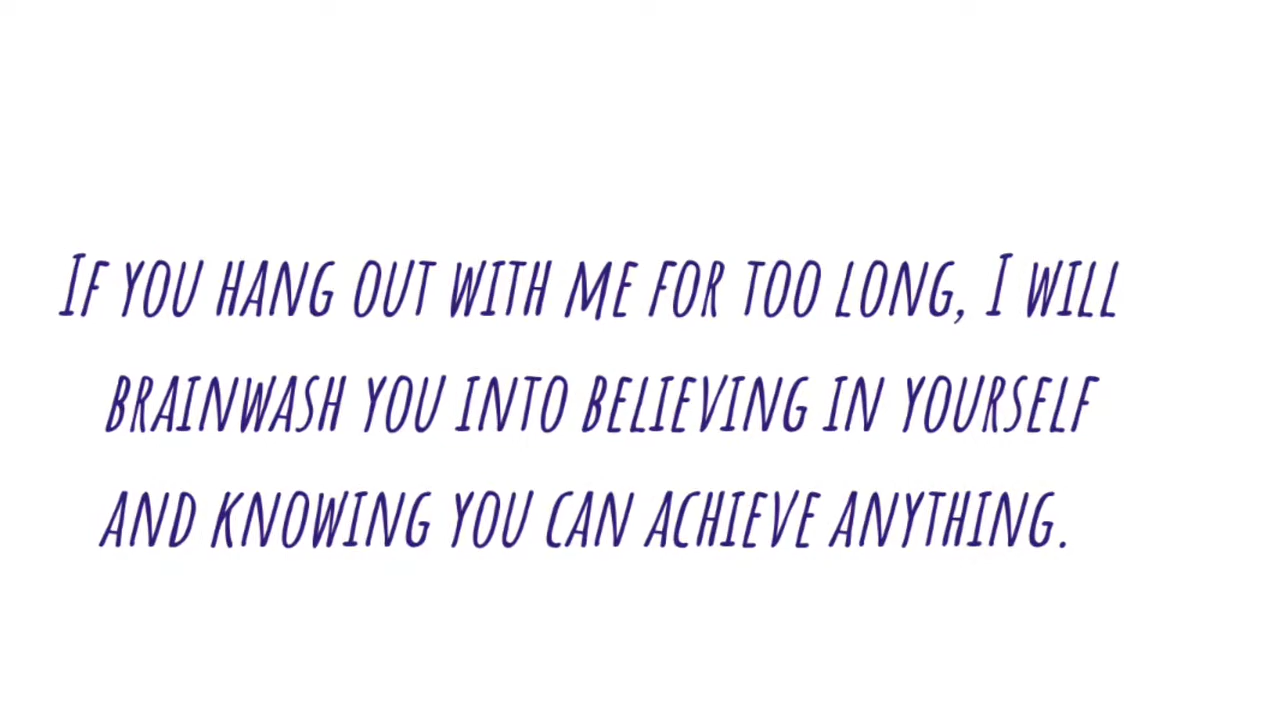 If you hang out with me for too long, I will
brainwash you into believing in yourself
and knowing you can achieve anything.